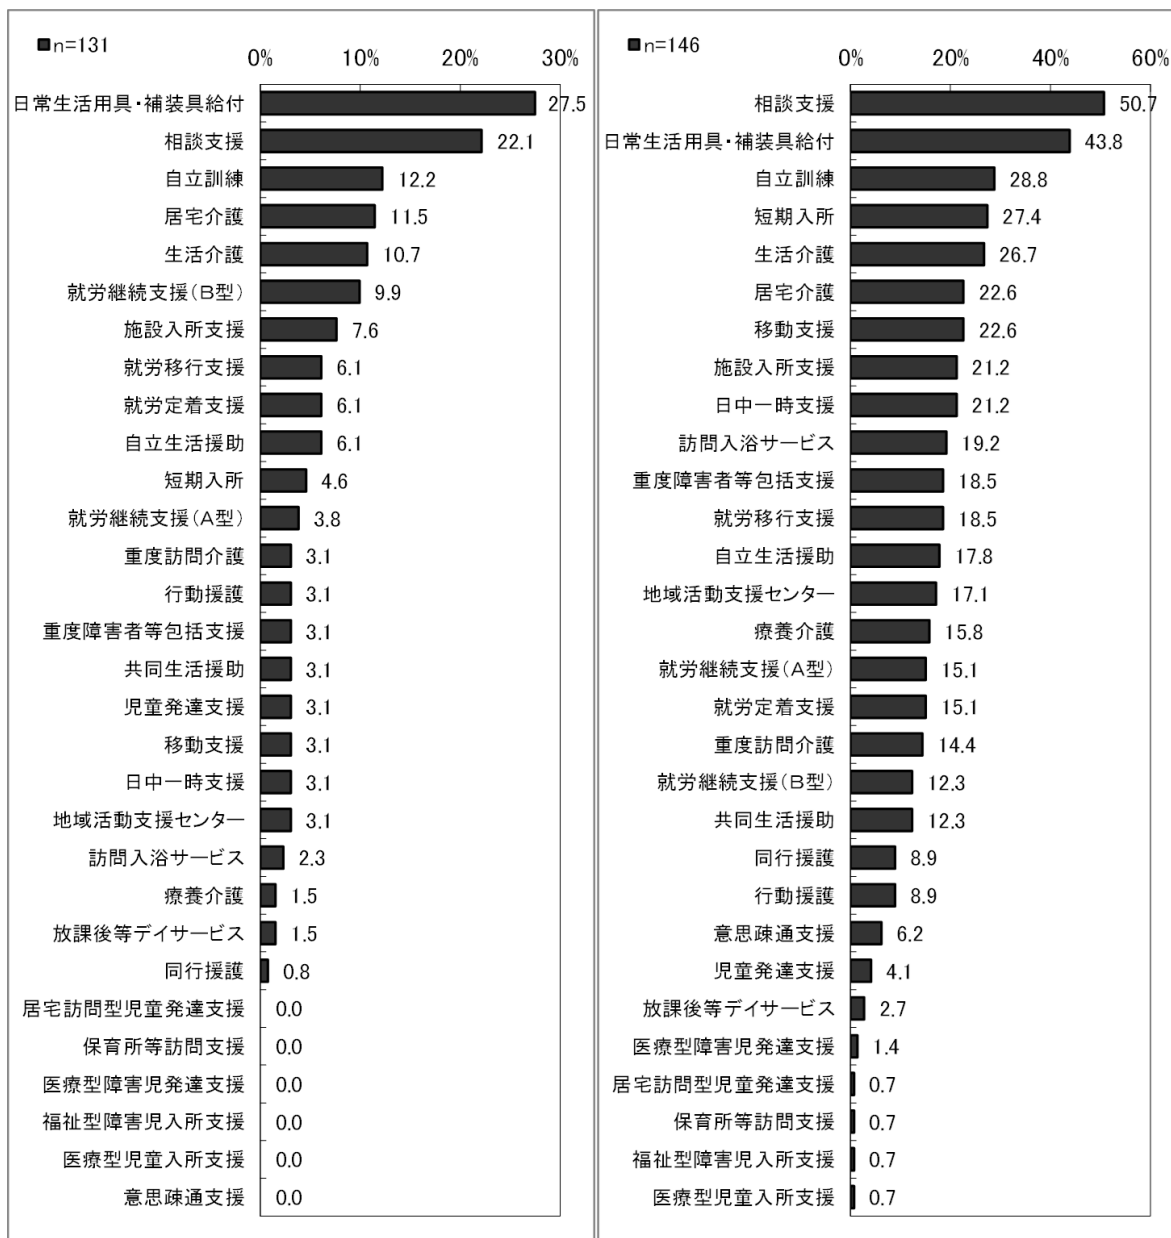 n=131
0% 10% 20% 30%
日常生活用具・補装具給付 27.5
相談支援 22.1
自立訓練 12.2
居宅介護 11.5
生活介護 10.7
就労継続支援(B型) 9.9
施設入所支援 7.6
就労移行支援 6.1
就労定着支援 6.1
自立生活援助 6.1
短期入所 4.6
就労継続支援(A型) 3.8
重度訪問介護 3.1
行動援護 3.1
重度障害者等包括支援 3.1
共同生活援助 3.1
児童発達支援 3.1
移動支援 3.1
日中一時支援 3.1
地域活動支援センター 3.1
訪問入浴サービス 2.3
療養介護 1.5
放課後等デイサービス 1.5
同行援護 0.8
居宅訪問型児童発達支援 0.0
保育所等訪問支援 0.0
医療型障害児発達支援 0.0
福祉型障害児入所支援 0.0
医療型児童入所支援 0.0
意思疎通支援 0.0
n=146
0% 20% 40% 60%
相談支援 50.7
日常生活用具・補装具給付 43.8
自立訓練 28.8
短期入所 27.4
生活介護 26.7
居宅介護 22.6
移動支援 22.6
施設入所支援 21.2
日中一時支援 21.2
訪問入浴サービス 19.2
重度障害者等包括支援 18.5
就労移行支援 18.5
自立生活援助 17.8
地域活動支援センター 17.1
療養介護 15.8
就労継続支援(A型) 15.1
就労定着支援 15.1
重度訪問介護 14.4
就労継続支援(B型) 12.3
共同生活援助 12.3
同行援護 8.9
行動援護 8.9
意思疎通支援 6.2
児童発達支援 4.1
放課後等デイサービス 2.7
医療型障害児発達支援 1.4
居宅訪問型児童発達支援 0.7
保育所等訪問支援 0.7
福祉型障害児入所支援 0.7
医療型児童入所支援 0.7